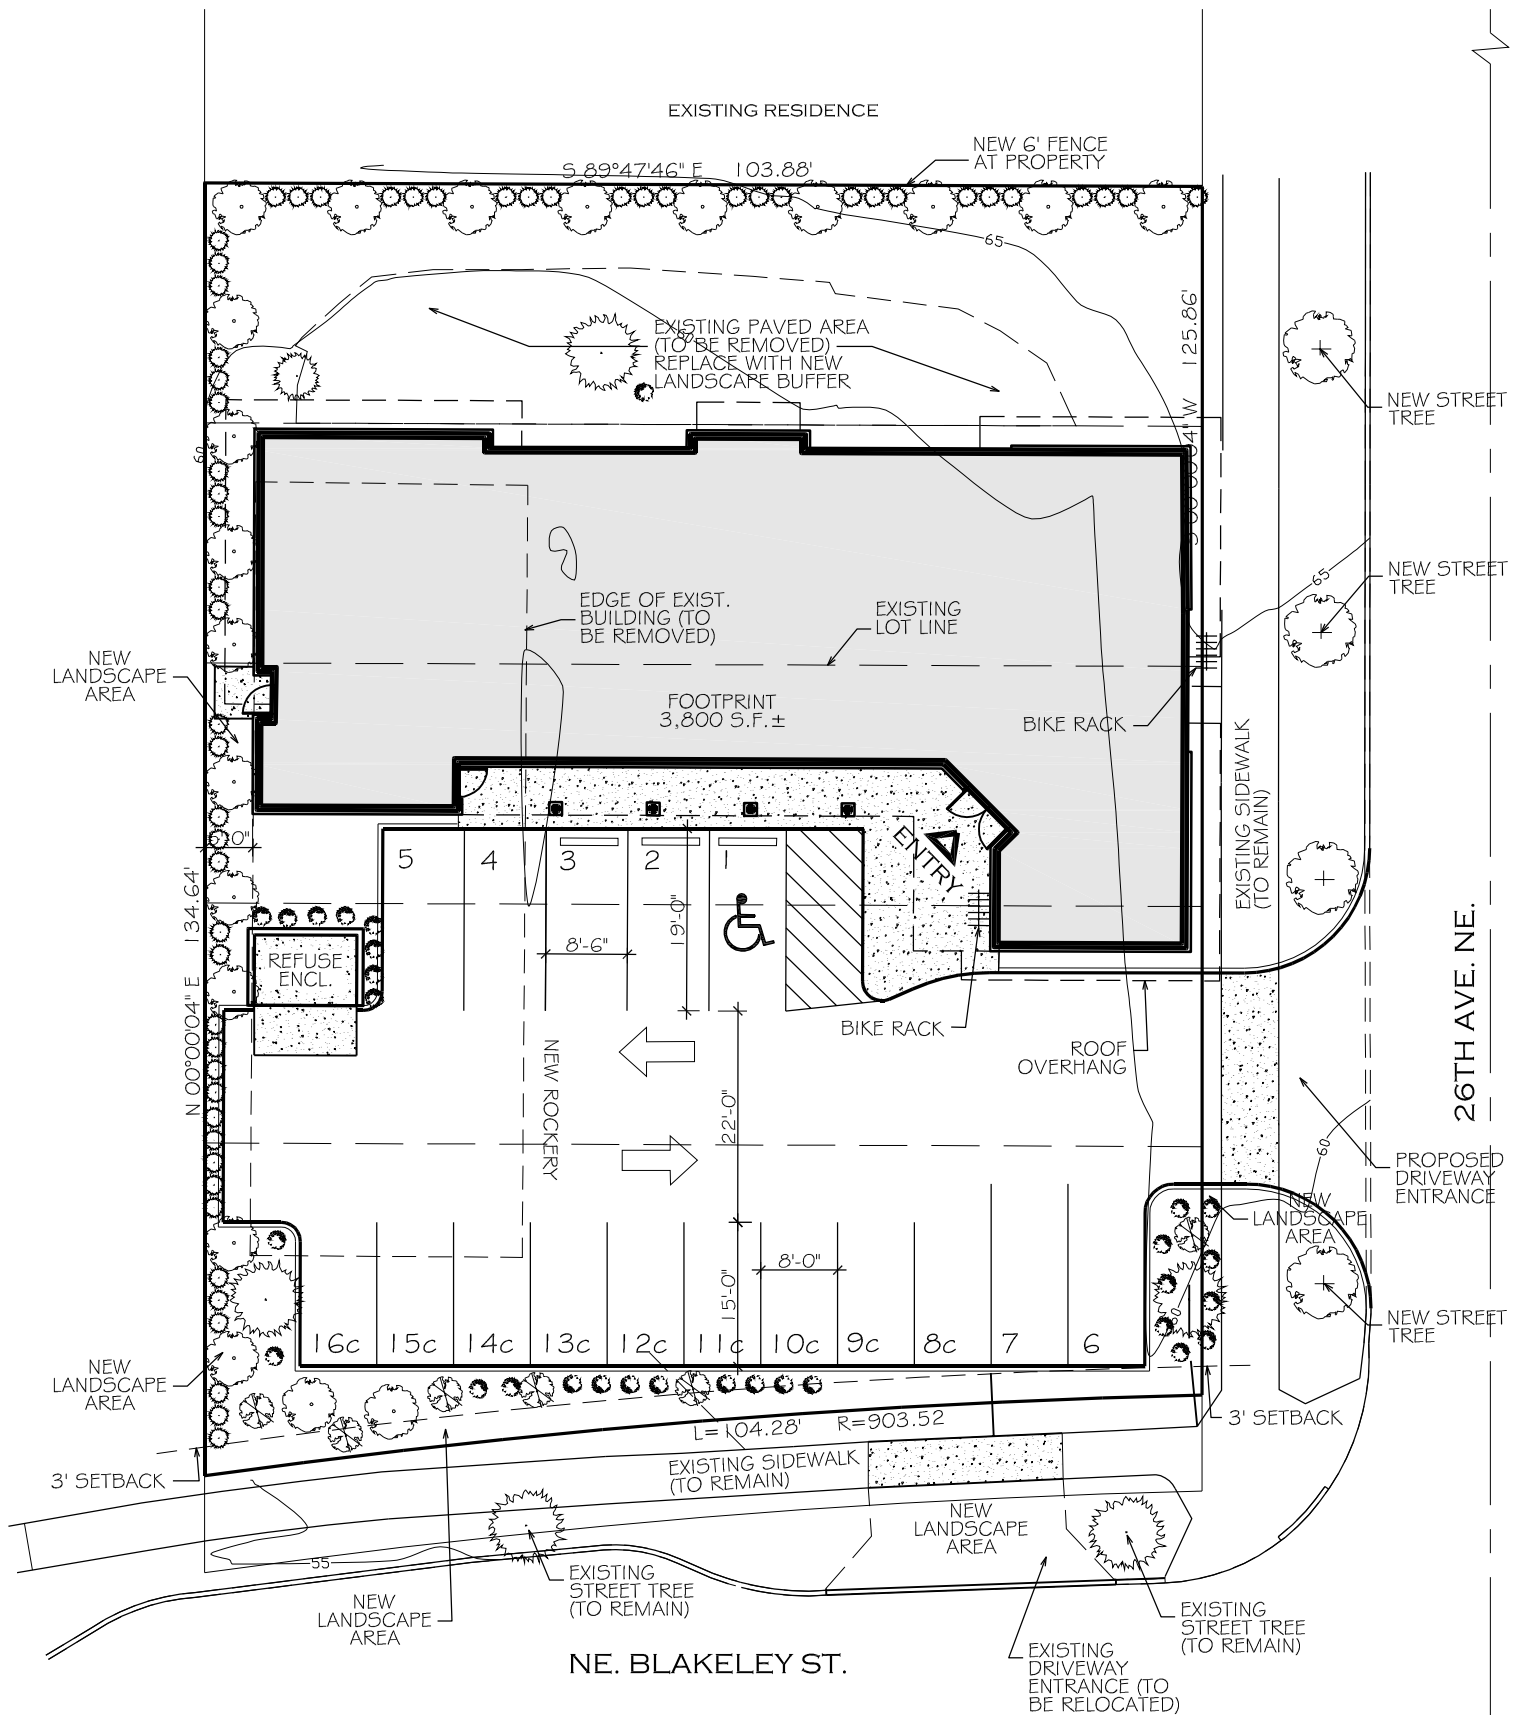 EXISTING RESIDENCE
NEW 6' FENCE
AT PROPERTY
S 89°47'46" E 103.88'
65
125.86'
EXISTING PAVED AREA
(TO BE REMOVED)
REPLACE WITH NEW
LANDSCAPE BUFFER
60
NEW STREET
TREE
60
NEW STREET
TREE
65
EDGE OF EXIST.
BUILDING (TO
BE REMOVED)
EXISTING
LOT LINE
NEW
LANDSCAPE
AREA
FOOTPRINT
3,800 S.F.±
BIKE RACK
EXISTING SIDEWALK
(TO REMAIN)
ENTRY
5
4
3
2
1
19'-0"
8'-6"
N 00°00'04" E 134.64'
REFUSE
ENCL.
BIKE RACK
ROOF
OVERHANG
NEW ROCKERY
22'-0"
26TH AVE. NE.
60
PROPOSED
DRIVEWAY
ENTRANCE
NEW
LANDSCAPE
AREA
8'-0"
15'-0"
60
16c
15c
14c
13c
12c
11c
10c
9c
8c
7
6
NEW STREET
TREE
NEW
LANDSCAPE
AREA
3' SETBACK
L=104.28' R=903.52
3' SETBACK
EXISTING SIDEWALK
(TO REMAIN)
NEW
LANDSCAPE
AREA
55
EXISTING
STREET TREE
(TO REMAIN)
NEW
LANDSCAPE
AREA
EXISTING
STREET TREE
(TO REMAIN)
EXISTING
DRIVEWAY
ENTRANCE (TO
BE RELOCATED)
NE. BLAKELEY ST.